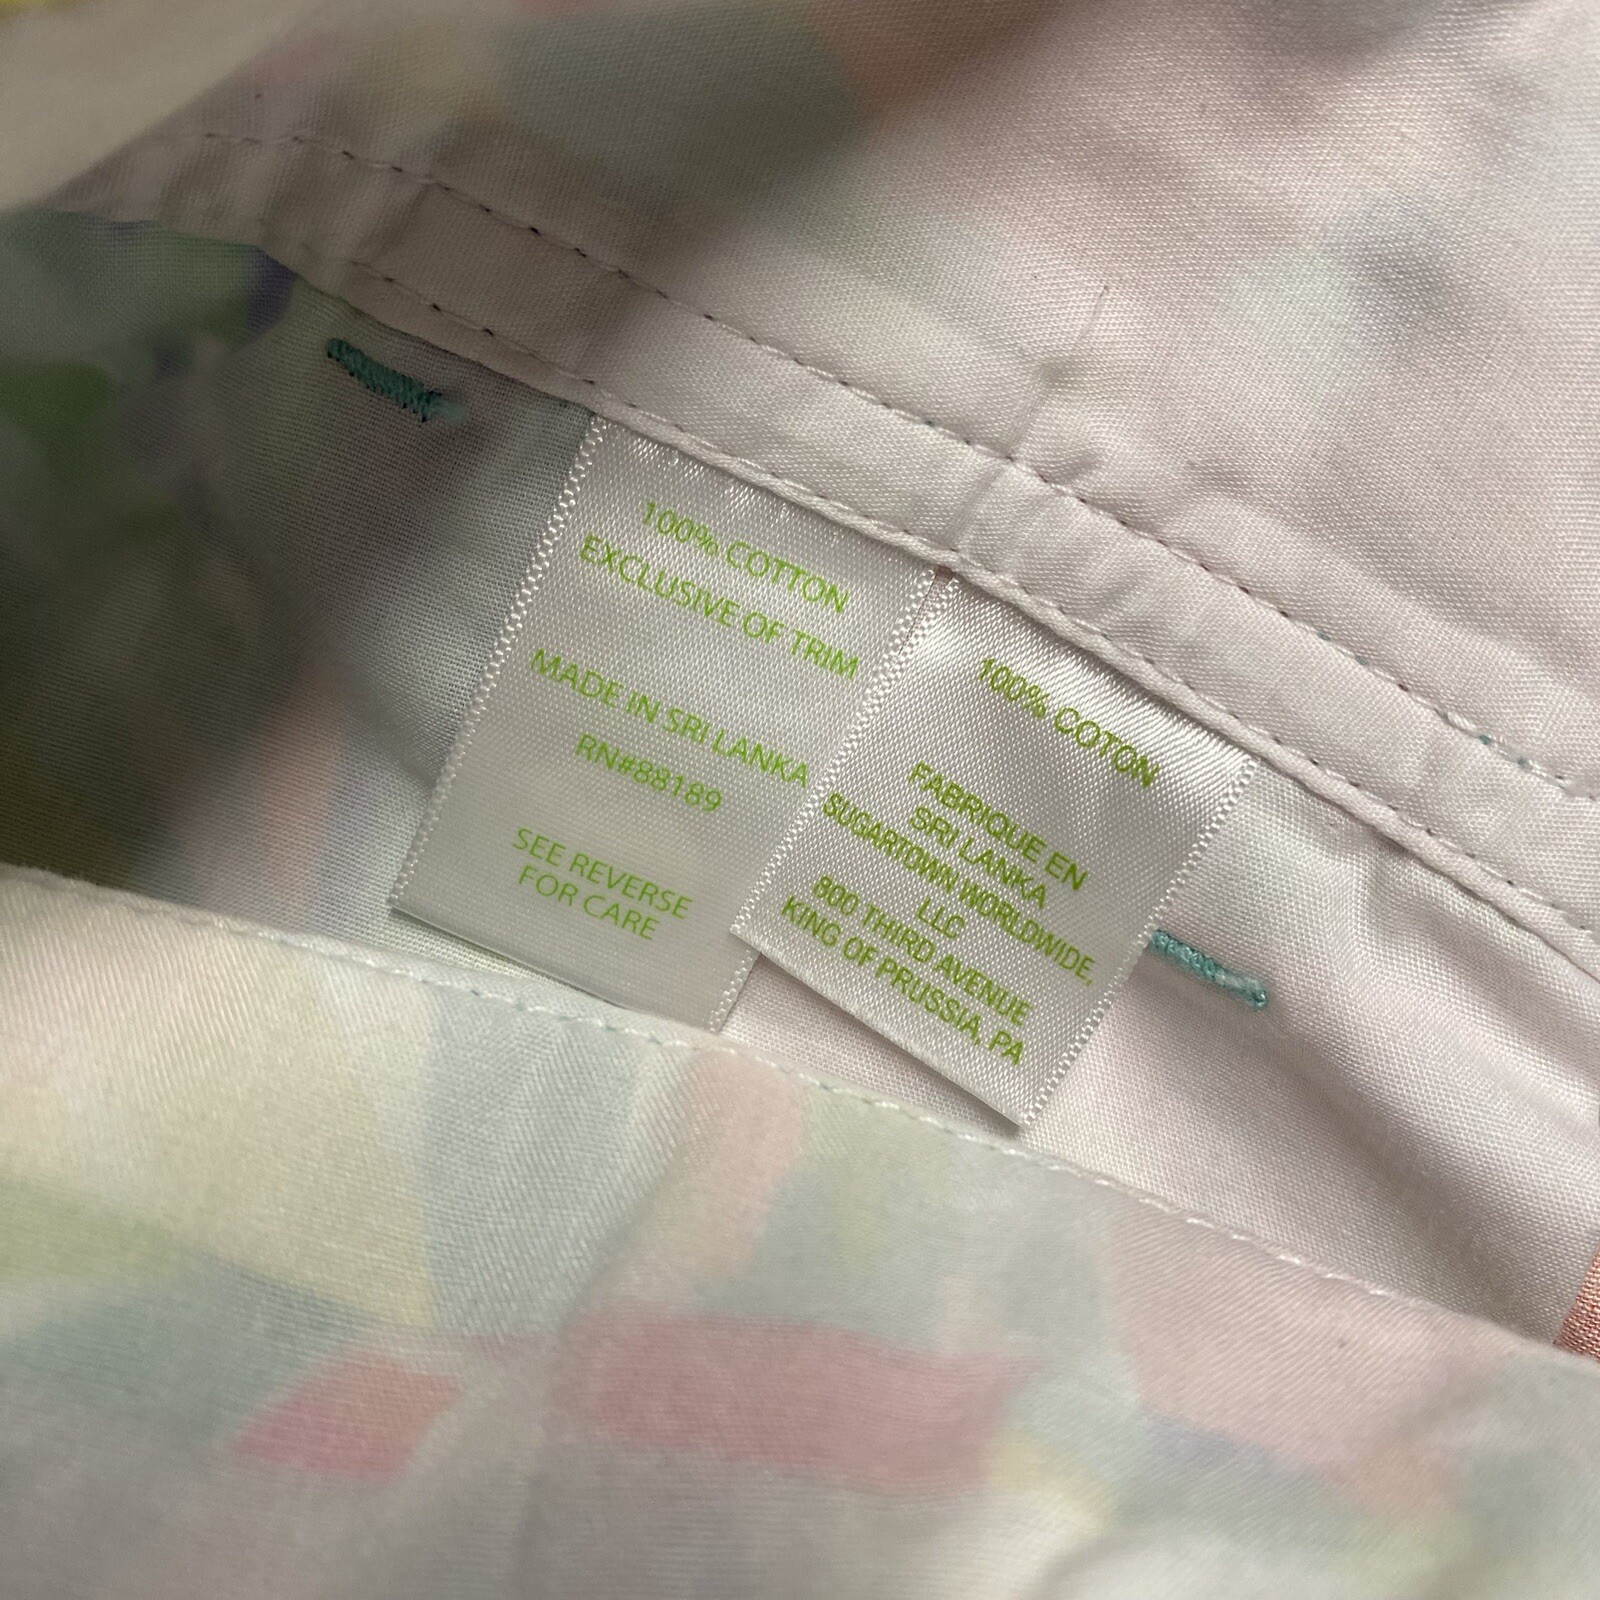 100% COTTON
EXCLUSIVE OF TRIM
MADE IN SRI LANKA
RN#88189
SEE REVERSE
FOR CARE
100% COTON
FABRIQUE EN
SRI LANKA
SUGARTOWN WORLDWIDE,
LLC
800 THIRD AVENUE
KING OF PRUSSIA, PA